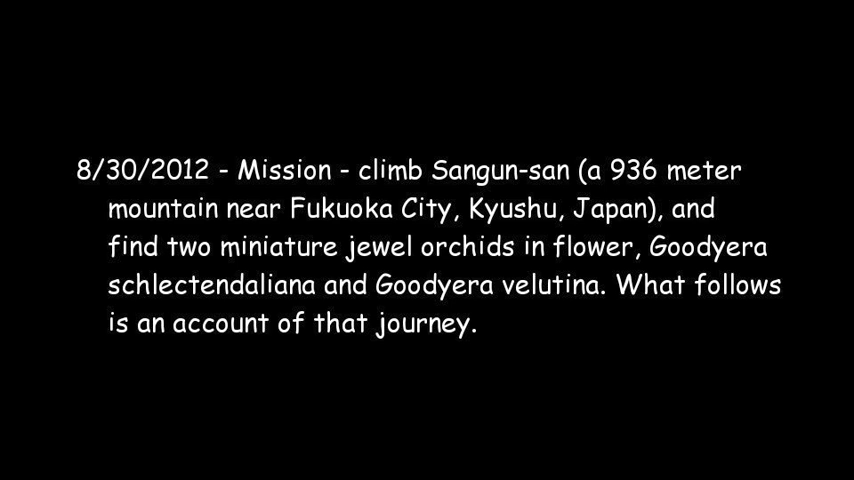 8/30/2012 - Mission - climb Sangun-san (a 936 meter
mountain near Fukuoka City, Kyushu, Japan), and
find two miniature jewel orchids in flower, Goodyera
schlectendaliana and Goodyera velutina. What follows
is an account of that journey.